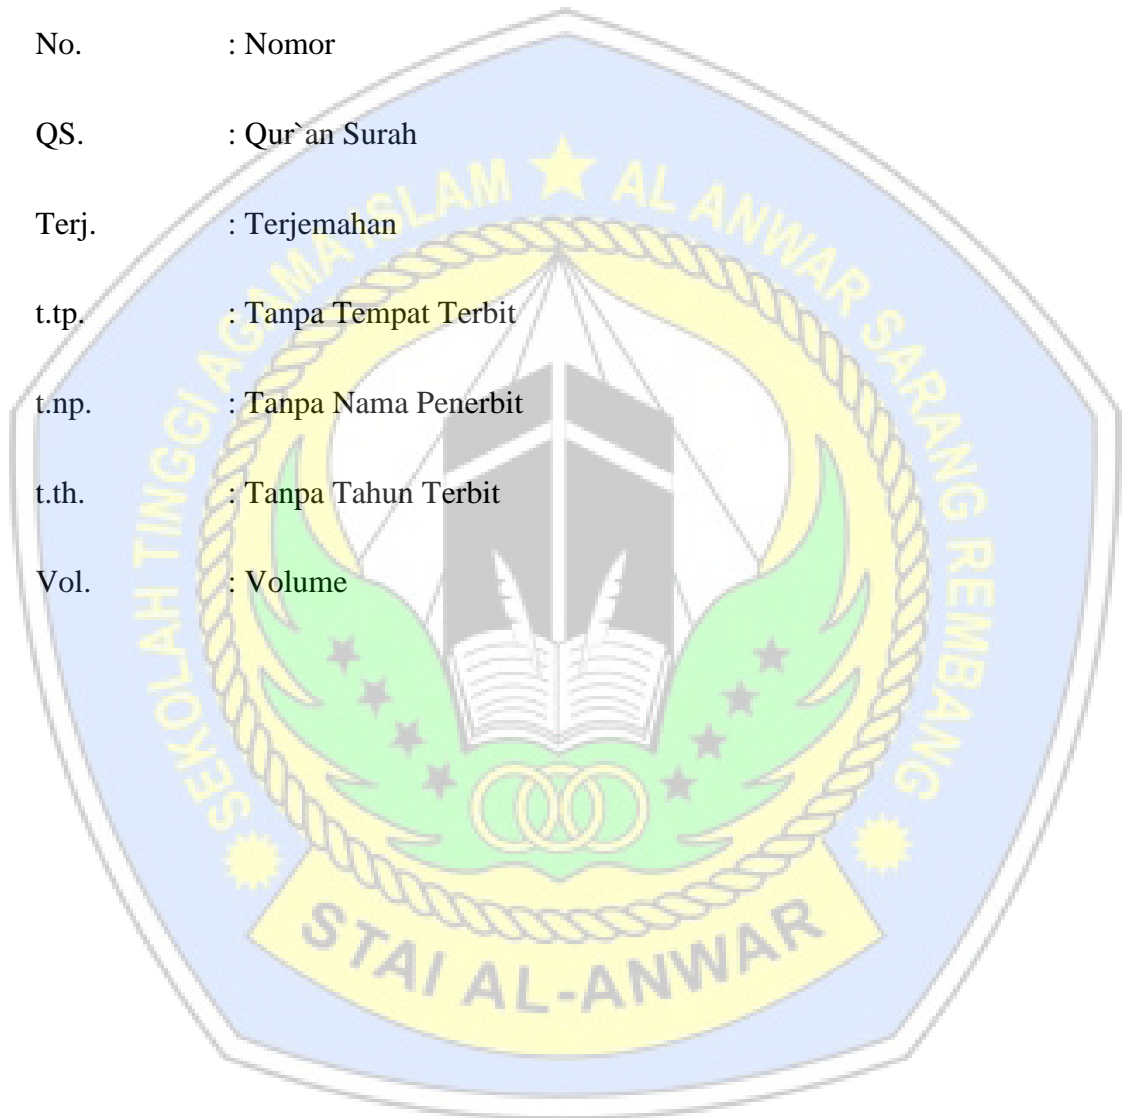 No. : Nomor
QS. : Qur`an Surah
Terj. : Terjemahan
t.tp. : Tanpa Tempat Terbit
t.np. : Tanpa Nama Penerbit
t.th. : Tanpa Tahun Terbit
Vol. : Volume
SEKOLAH TINGGI AGAMA ISLAM ★ AL ANWAR SARANG REMBANG
STAI AL-ANWAR